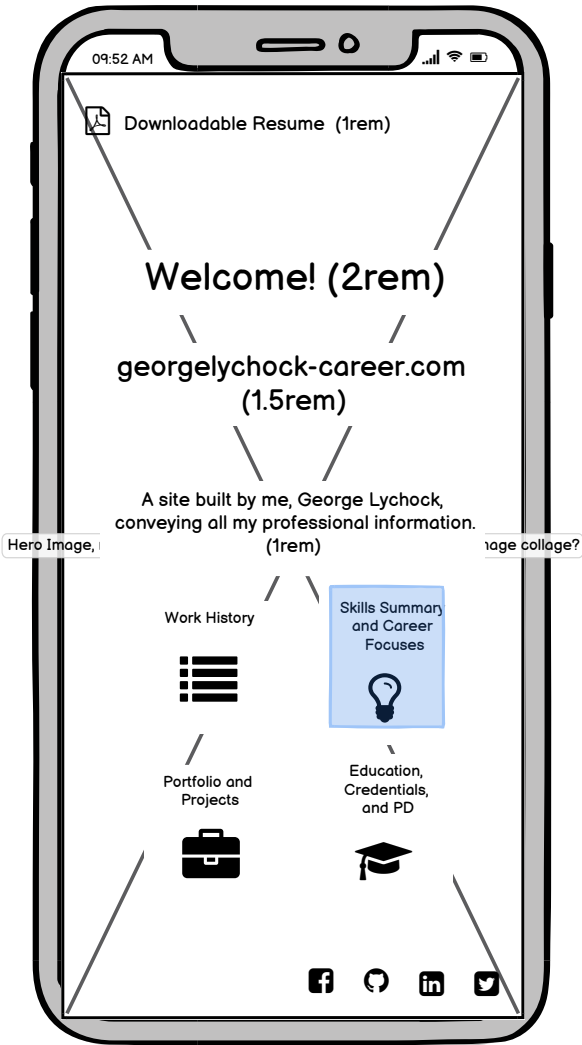 09:52 AM
Downloadable Resume (1rem)
Welcome! (2rem)
georgelychock-career.com
(1.5rem)
A site built by me, George Lychock,
conveying all my professional information.
(1rem)
Hero Image, collage?
Work History
Skills Summary
and Career
Focuses
Portfolio and
Projects
Education,
Credentials,
and PD
in